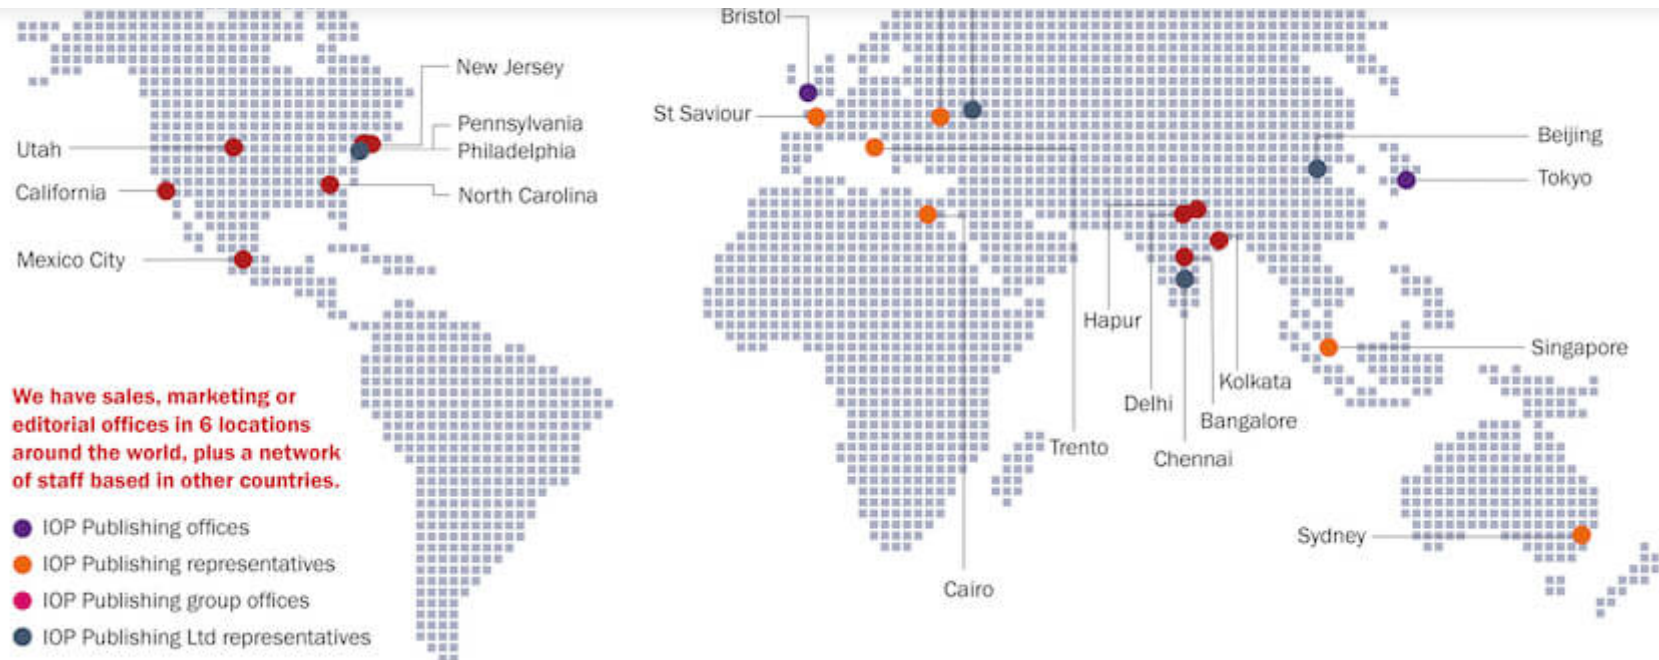 Bristol
New Jersey
St Saviour
Pennsylvania
Philadelphia
Beijing
Utah
Tokyo
California
North Carolina
Mexico City
Hapur
Singapore
Kolkata
Delhi
Bangalore
Trento
Chennai
We have sales, marketing or
editorial offices in 6 locations
around the world, plus a network
of staff based in other countries.
IOP Publishing offices
Sydney
IOP Publishing representatives
Cairo
IOP Publishing group offices
IOP Publishing Ltd representatives